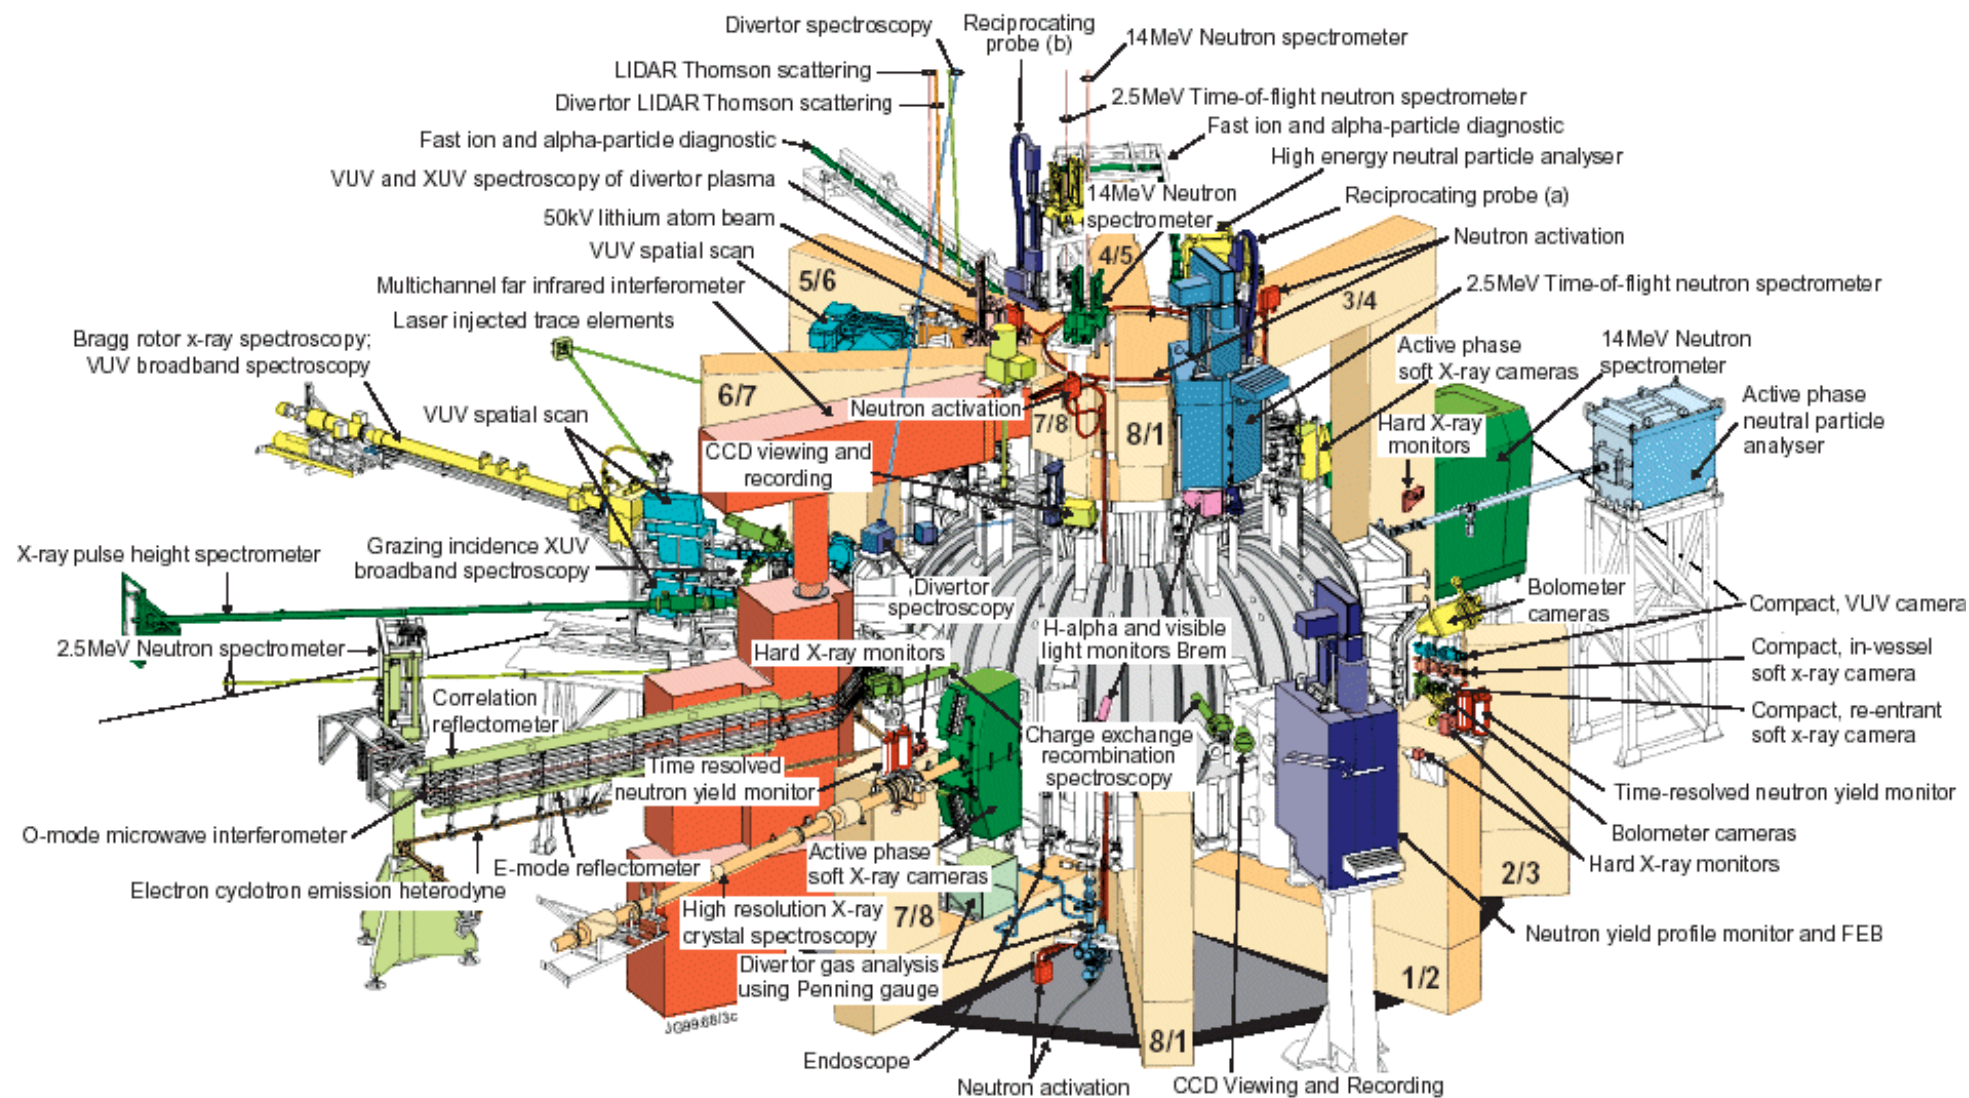 Divertor spectroscopy
Reciprocating
probe (b)
14MeV Neutron spectrometer
LIDAR Thomson scattering
Divertor LIDAR Thomson scattering
2.5MeV Time-of-flight neutron spectrometer
Fast ion and alpha-particle diagnostic
Fast ion and alpha-particle diagnostic
High energy neutral particle analyser
VUV and XUV spectroscopy of divertor plasma
14MeV Neutron
spectrometer
Reciprocating probe (a)
50kV lithium atom beam
Neutron activation
VUV spatial scan
4/5
5/6
3/4
Multichannel far infrared interferometer
2.5MeV Time-of-flight neutron spectrometer
Laser injected trace elements
Bragg rotor x-ray spectroscopy;
VUV broadband spectroscopy
14MeV Neutron
spectrometer
Active phase
soft X-ray cameras
6/7
Neutron activation
7/8
8/1
VUV spatial scan
Hard X-ray
monitors
Active phase
neutral particle
analyser
CCD viewing and
recording
X-ray pulse height spectrometer
Grazing incidence XUV
broadband spectroscopy
Divertor
spectroscopy
Bolometer
cameras
Compact, VUV camera
2.5MeV Neutron spectrometer
Hard X-ray monitors
H-alpha and visible
light monitors Brem
Compact, in-vessel
soft x-ray camera
Correlation
reflectometer
Compact, re-entrant
soft x-ray camera
Charge exchange
recombination
spectroscopy
Time resolved
neutron yield monitor
Time-resolved neutron yield monitor
O-mode microwave interferometer
Bolometer cameras
Hard X-ray monitors
E-mode reflectometer
Active phase
soft X-ray cameras
2/3
Electron cyclotron emission heterodyne
High resolution X-ray
crystal spectroscopy
7/8
Neutron yield profile monitor and FEB
Divertor gas analysis
using Penning gauge
1/2
JG99.68/3c
8/1
Endoscope
Neutron activation
CCD Viewing and Recording